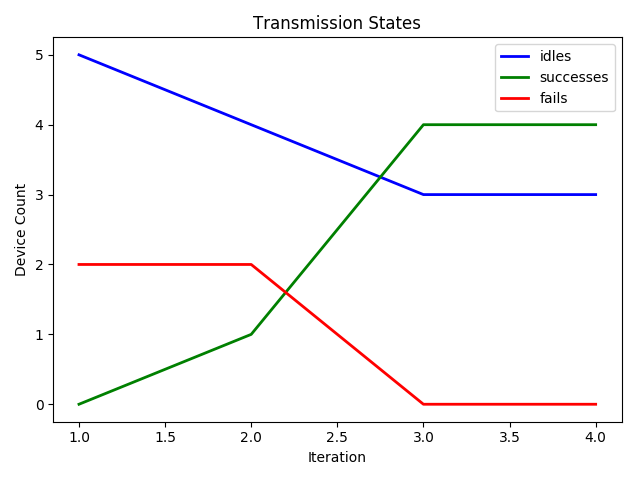 Transmission States
idles
successes
fails
Device Count
5
4
3
2
1
0
1.0 1.5 2.0 2.5 3.0 3.5 4.0
Iteration